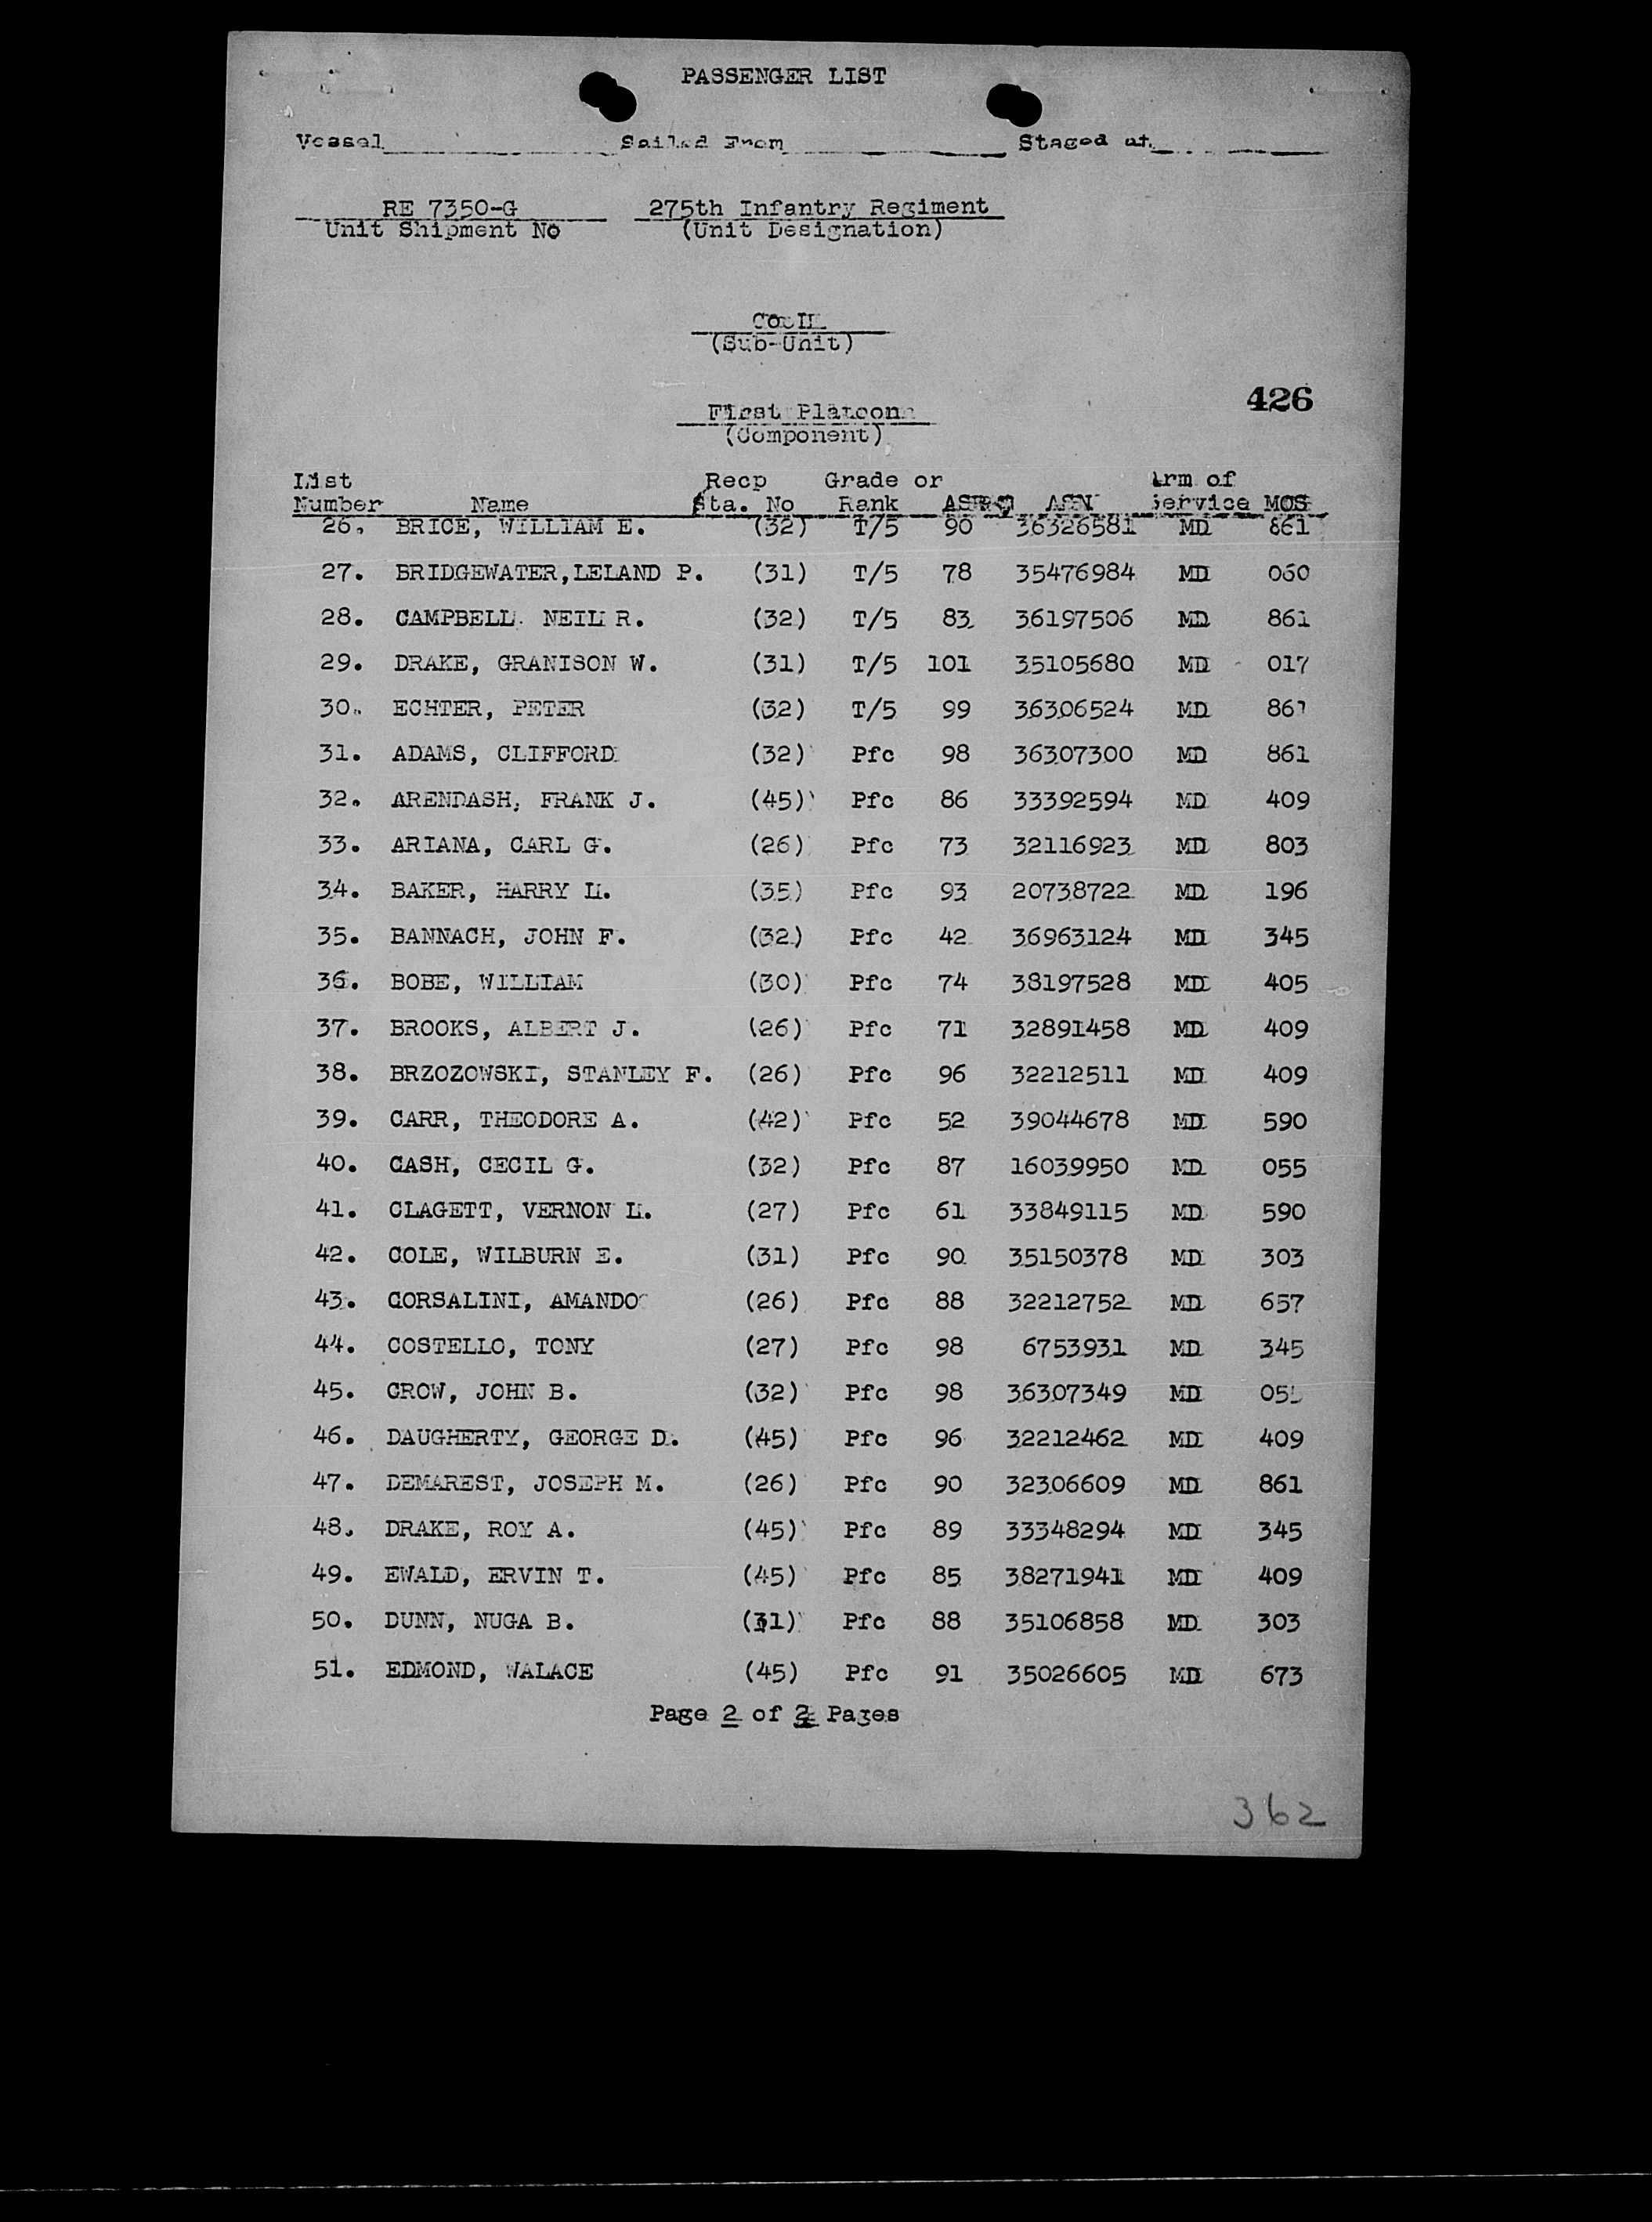 PASSENGER LIST
Vessel Sailed From Staged at
RE 7350-G 275th Infantry Regiment
Unit Shipment No (Unit Designation)
Co
(Sub-Unit)
426
First Platoon
(Component)
List Recp Grade or Arm of
Number Name Sta. No Rank ASR ASN Service MOS
26. BRICE, WILLIAM E. (32) T/5 90 36326581 MD 861
27. BRIDGEWATER,LELAND P. (31) T/5 78 35476984 MD 060
28. CAMPBELL NEIL R. (32) T/5 83 36197506 MD 861
29. DRAKE, GRANISON W. (31) T/5 101 35105680 MD 017
30. ECHTER, PETER (32) T/5 99 36306524 MD 861
31. ADAMS, CLIFFORD (32) Pfc 98 36307300 MD 861
32. ARENDASH, FRANK J. (45) Pfc 86 33392594 MD 409
33. ARIANA, CARL G. (26) Pfc 73 32116923 MD 803
34. BAKER, HARRY L. (35) Pfc 93 20738722 MD 196
35. BANNACH, JOHN F. (32) Pfc 42 36963124 MD 345
36. BOBE, WILLIAM (30) Pfc 74 38197528 MD 405
37. BROOKS, ALBERT J. (26) Pfc 71 32891458 MD 409
38. BRZOZOWSKI, STANLEY F. (26) Pfc 96 32212511 MD 409
39. CARR, THEODORE A. (42) Pfc 52 39044678 MD 590
40. CASH, CECIL G. (32) Pfc 87 16039950 MD 055
41. CLAGETT, VERNON L. (27) Pfc 61 33849115 MD 590
42. COLE, WILBURN E. (31) Pfc 90 35150378 MD 303
43. CORSALINI, AMANDO (26) Pfc 88 32212752 MD 657
44. COSTELLO, TONY (27) Pfc 98 6753931 MD 345
45. CROW, JOHN B. (32) Pfc 98 36307349 MD
46. DAUGHERTY, GEORGE D. (45) Pfc 96 32212462 MD 409
47. DEMAREST, JOSEPH M. (26) Pfc 90 32306609 MD 861
48. DRAKE, ROY A. (45) Pfc 89 33348294 MD 345
49. EWALD, ERVIN T. (45) Pfc 85 38271941 MD 409
50. DUNN, NUGA B. (31) Pfc 88 35106858 MD 303
51. EDMOND, WALACE (45) Pfc 91 35026605 MD 673
Page 2 of 2 Pages
362